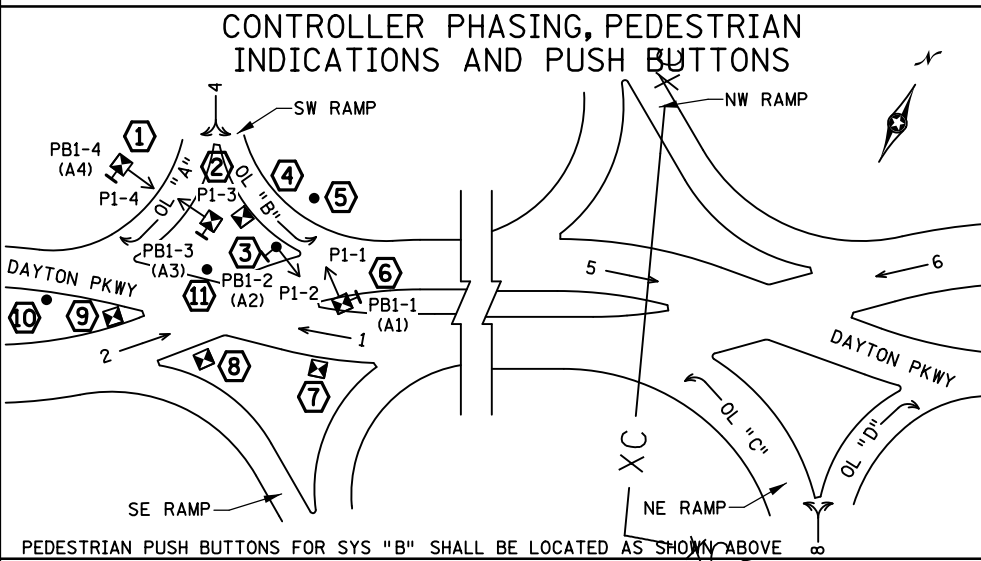 CONTROLLER PHASING, PEDESTRIAN
INDICATIONS AND PUSH BUTTONS
N
4
SW RAMP
NW RAMP
1
PB1-4
(A4)
P1-4
2
OL "A"
OL "B"
P1-3
4
5
PB1-3
(A3)
3
P1-1
6
PB1-2
(A2)
P1-2
PB1-1
(A1)
11
DAYTON PKWY
10
9
2
1
8
7
5
6
DAYTON PKWY
OL "C"
OL "D"
XC
SE RAMP
NE RAMP
8
PEDESTRIAN PUSH BUTTONS FOR SYS "B" SHALL BE LOCATED AS SHOWN ABOVE